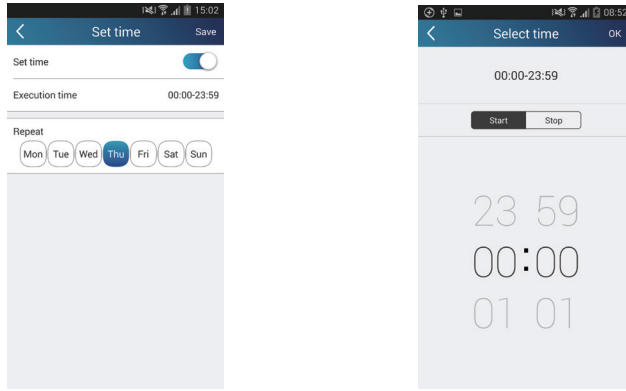 15:02
Set time
Save
Set time
Execution time 00:00-23:59
Repeat
Mon Tue Wed Thu Fri Sat Sun
08:52
Select time
OK
00:00-23:59
Start Stop
23 59
00:00
01 01